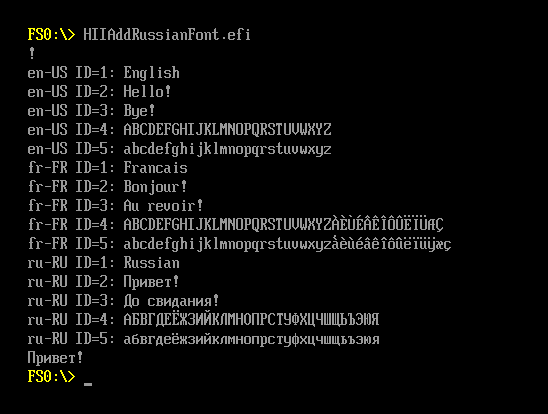 FS0:\> HIIAddRussianFont.efi
!
en-US ID=1: English
en-US ID=2: Hello!
en-US ID=3: Bye!
en-US ID=4: ABCDEFGHIJKLMNOPQRSTUVWXYZ
en-US ID=5: abcdefghijklmnopqrstuvwxyz
fr-FR ID=1: Francais
fr-FR ID=2: Bonjour!
fr-FR ID=3: Au revoir!
fr-FR ID=4: ABCDEFGHIJKLMNOPQRSTUVWXYZÀÈÙÉÂÊÎÔÛËÏÜÆÇ
fr-FR ID=5: abcdefghijklmnopqrstuvwxyzàèùéâêîôûëïüÿæç
ru-RU ID=1: Russian
ru-RU ID=2: Привет!
ru-RU ID=3: До свидания!
ru-RU ID=4: АБВГДЕЁЖЗИЙКЛМНОПРСТУФХЦЧШЩЬЪЭЮЯ
ru-RU ID=5: абвгдеёжзийклмнопрстуфхцчшщьъэюя
Привет!
FS0:\> _